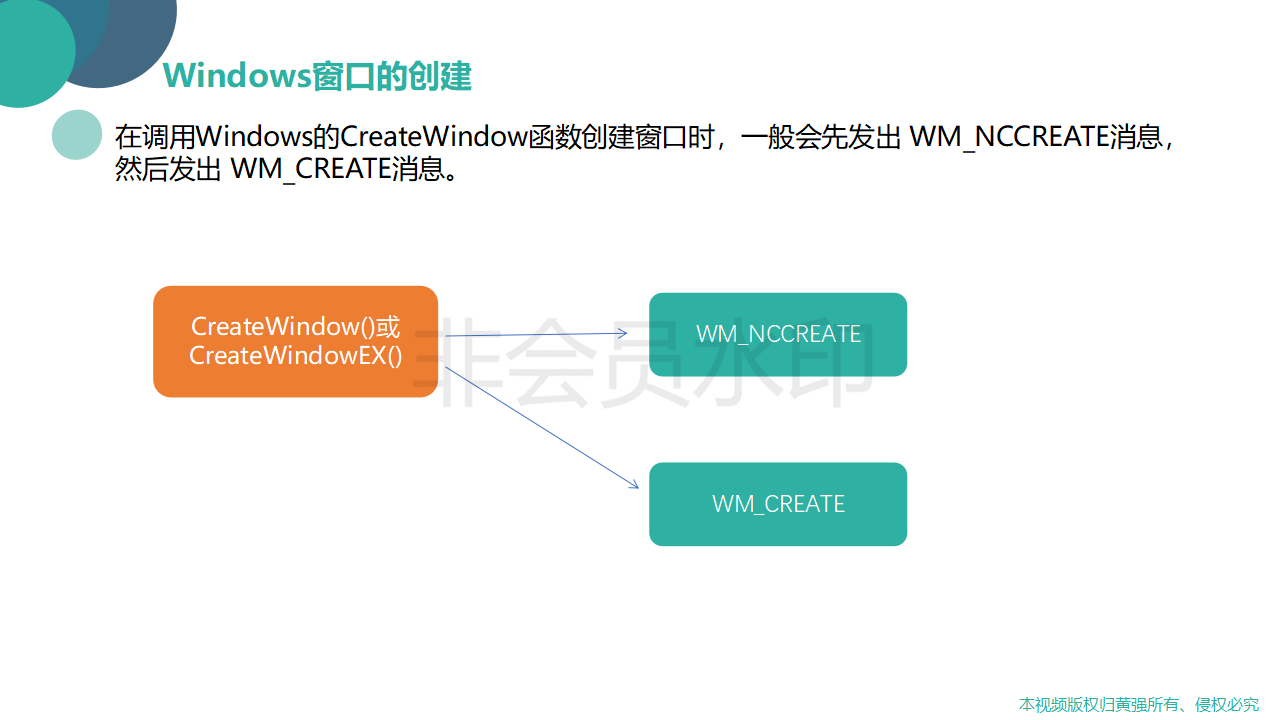 Windows窗口的创建
在调用Windows的CreateWindow函数创建窗口时，一般会先发出 WM_NCCREATE消息，
然后发出 WM_CREATE消息。
CreateWindow()或
CreateWindowEX()
WM_NCCREATE
非会员水印
WM_CREATE
本视频版权归黄强所有、侵权必究